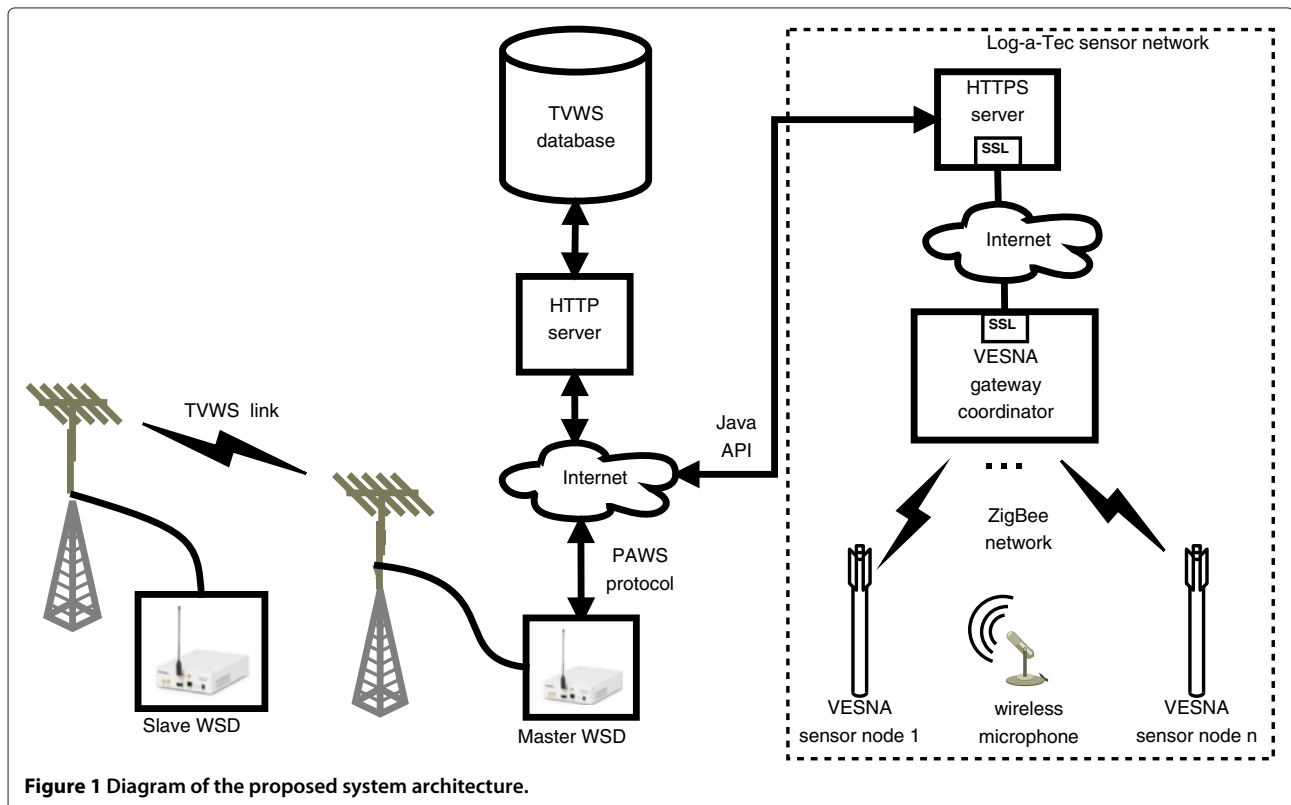 Log-a-Tec sensor network
TVWS
database
HTTPS
server
SSL
Internet
HTTP
server
SSL
VESNA
gateway
coordinator
TVWS link
Java
API
Internet
...
ZigBee
network
PAWS
protocol
Slave WSD
Master WSD
VESNA
sensor node 1
wireless
microphone
VESNA
sensor node n
Figure 1 Diagram of the proposed system architecture.